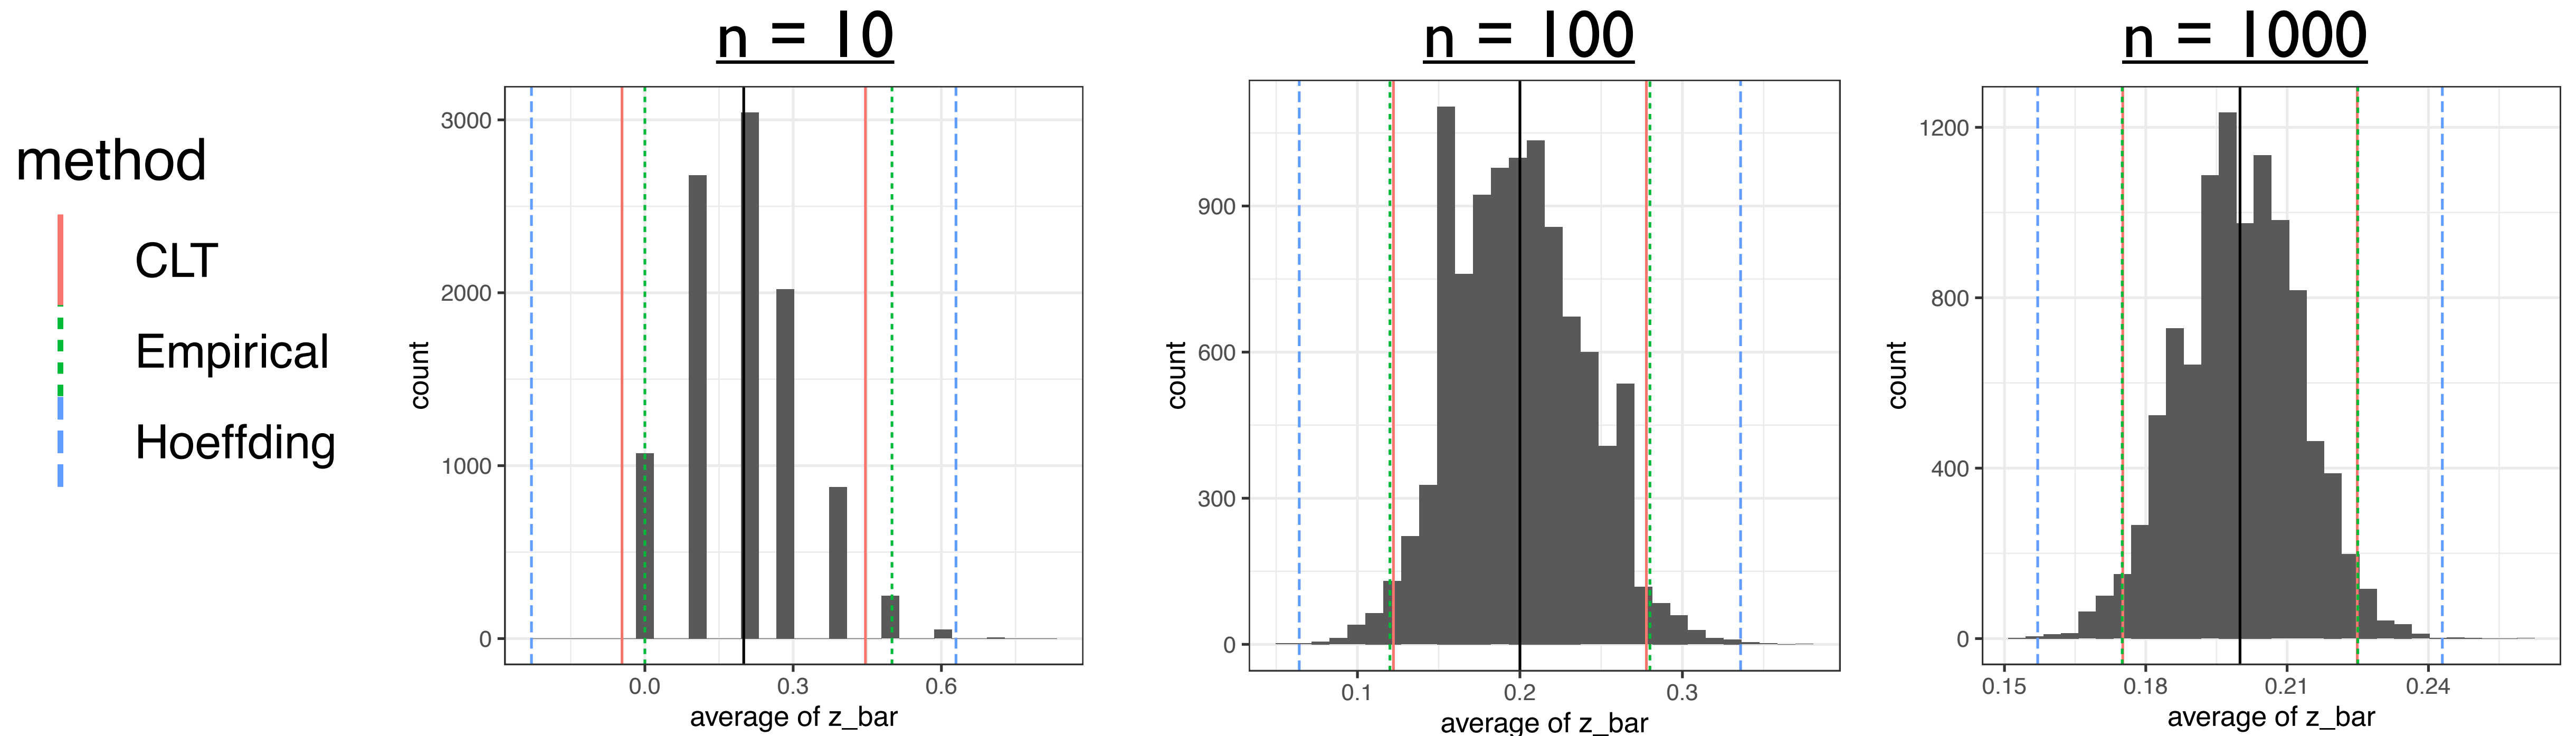 n = 10
n = 100
n = 1000
method
CLT
Empirical
Hoeffding
3000
2000
1000
0
count
0.0
0.3
0.6
average of z_bar
900
600
300
0
count
0.1
0.2
0.3
average of z_bar
1200
800
400
0
count
0.15
0.18
0.21
0.24
average of z_bar